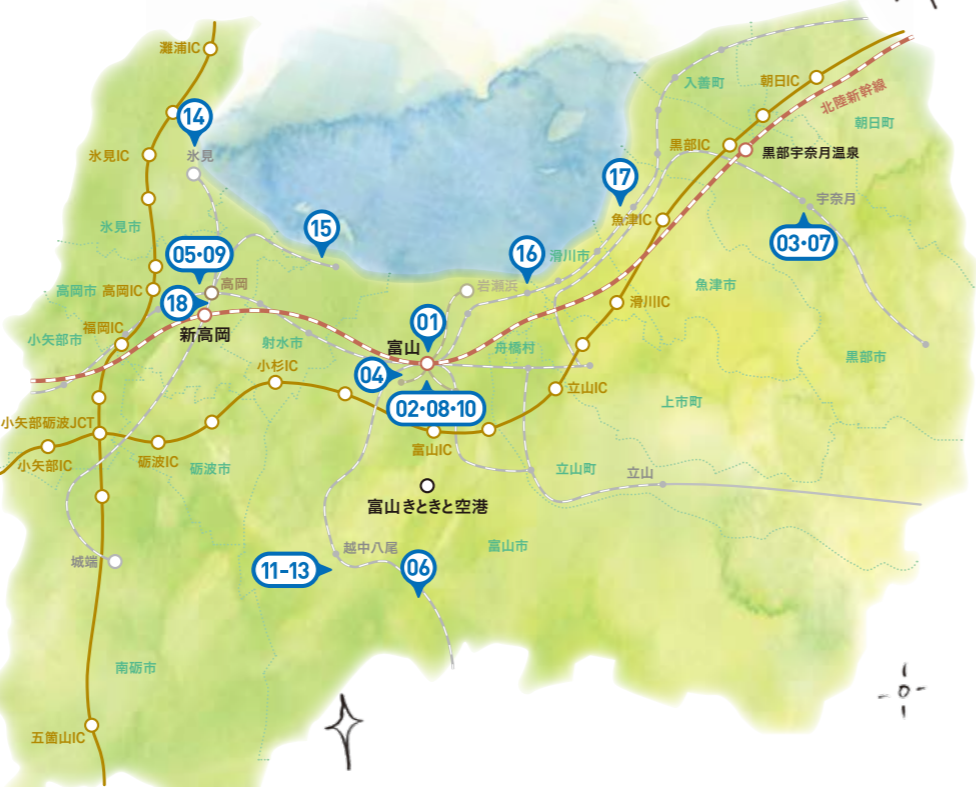 灘浦IC
入善町
朝日IC
北陸新幹線
朝日町
14
氷見IC
氷見
黒部IC
黒部宇奈月温泉
17
宇奈月
魚津IC
氷見市
15
03・07
05・09
16
滑川市
高岡市
高岡IC
高岡
岩瀬浜
魚津市
18
滑川IC
福岡IC
小矢部市
新高岡
射水市
01
富山
舟橋村
黒部市
小杉IC
04
立山IC
02・08・10
上市町
小矢部砺波JCT
富山IC
小矢部IC
砺波IC
砺波市
立山町
立山
富山きときと空港
越中八尾
富山市
城端
11-13
06
南砺市
五箇山IC